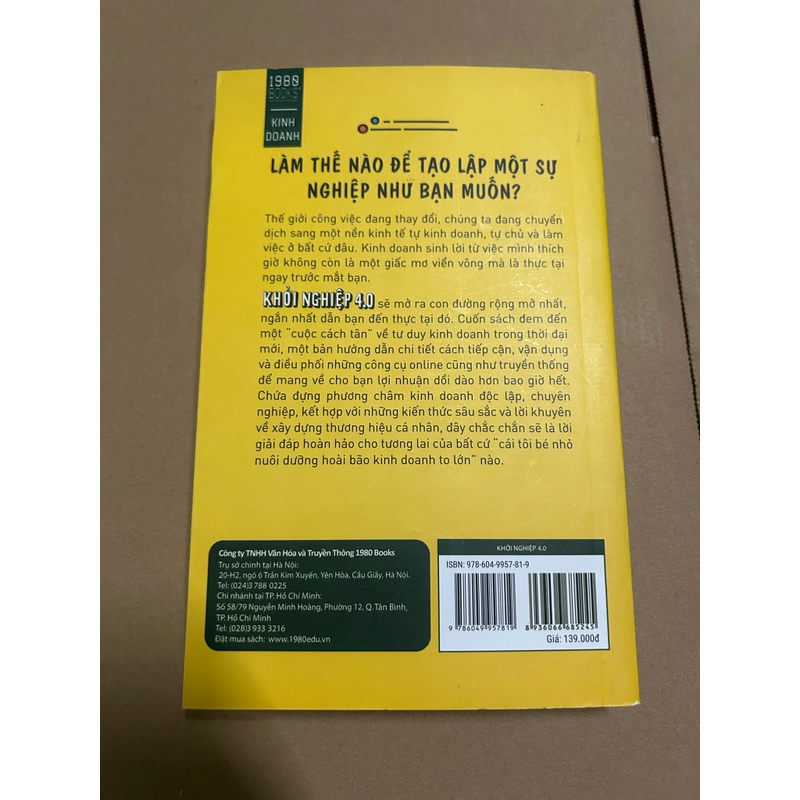 1980
BOOKS
KINH
DOANH
LÀM THẾ NÀO ĐỂ TẠO LẬP MỘT SỰ
NGHIỆP NHƯ BẠN MUỐN?
Thế giới công việc đang thay đổi, chúng ta đang chuyển
dịch sang một nền kinh tế tự kinh doanh, tự chủ và làm
việc ở bất cứ đâu. Kinh doanh sinh lời từ việc mình thích
giờ không còn là một giấc mơ viển vông mà là thực tại
ngay trước mắt bạn.
KHỞI NGHIỆP 4.0 sẽ mở ra con đường rộng mở nhất,
ngắn nhất dẫn bạn đến thực tại đó. Cuốn sách đem đến
một "cuộc cách tân" về tư duy kinh doanh trong thời đại
mới, một bản hướng dẫn chi tiết cách tiếp cận, vận dụng
và điều phối những công cụ online cũng như truyền thống
để mang về cho bạn lợi nhuận dồi dào hơn bao giờ hết.
Chứa đựng phương châm kinh doanh độc lập, chuyên
nghiệp, kết hợp với những kiến thức sâu sắc và lời khuyên
về xây dựng thương hiệu cá nhân, đây chắc chắn sẽ là lời
giải đáp hoàn hảo cho tương lai của bất cứ "cái tôi bé nhỏ
nuôi dưỡng hoài bão kinh doanh to lớn" nào.
Công ty TNHH Văn Hóa và Truyền Thông 1980 Books
Trụ sở chính tại Hà Nội:
20-H2, ngõ 6 Trần Kim Xuyến, Yên Hòa, Cầu Giấy, Hà Nội.
Tel: (024)3 788 0225
Chi nhánh tại TP. Hồ Chí Minh:
Số 58/79 Nguyễn Minh Hoàng, Phường 12, Q.Tân Bình,
TP. Hồ Chí Minh
Tel: (028)3 933 3216
Đặt mua sách: www.1980edu.vn
KHỞI NGHIỆP 4.0
ISBN: 978-604-9957-81-9
9 786049 957819
8 936066 685245
Giá: 139.000đ